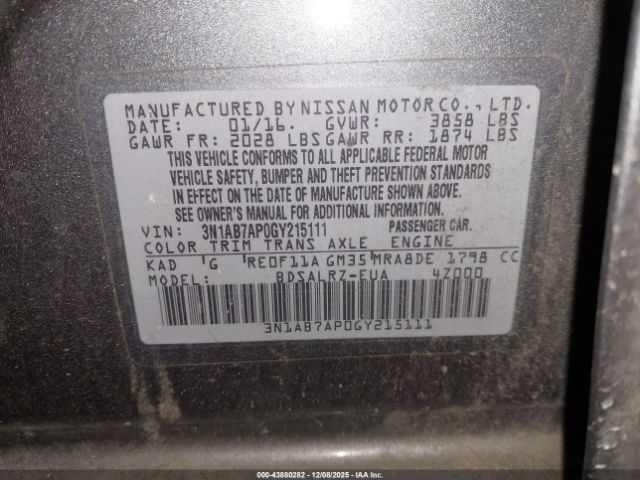 MANUFACTURED BY NISSAN MOTOR CO., LTD.
DATE: 01/16. GVWR: 3858 LBS
GAWR FR: 2028 LBS GAWR RR: 1874 LBS
THIS VEHICLE CONFORMS TO ALL APPLICABLE FEDERAL MOTOR
VEHICLE SAFETY, BUMPER AND THEFT PREVENTION STANDARDS
IN EFFECT ON THE DATE OF MANUFACTURE SHOWN ABOVE.
SEE OWNER'S MANUAL FOR ADDITIONAL INFORMATION.
VIN: 3N1AB7AP0GY215111 PASSENGER CAR.
COLOR TRIM TRANS AXLE ENGINE
KAD G RE0F11A GM35 MRA8DE 1798 CC
MODEL: BDSALRZ-EUA 4Z000
3N1AB7AP0GY215111
000-43880282 | 12/08/2025 - IAA Inc.